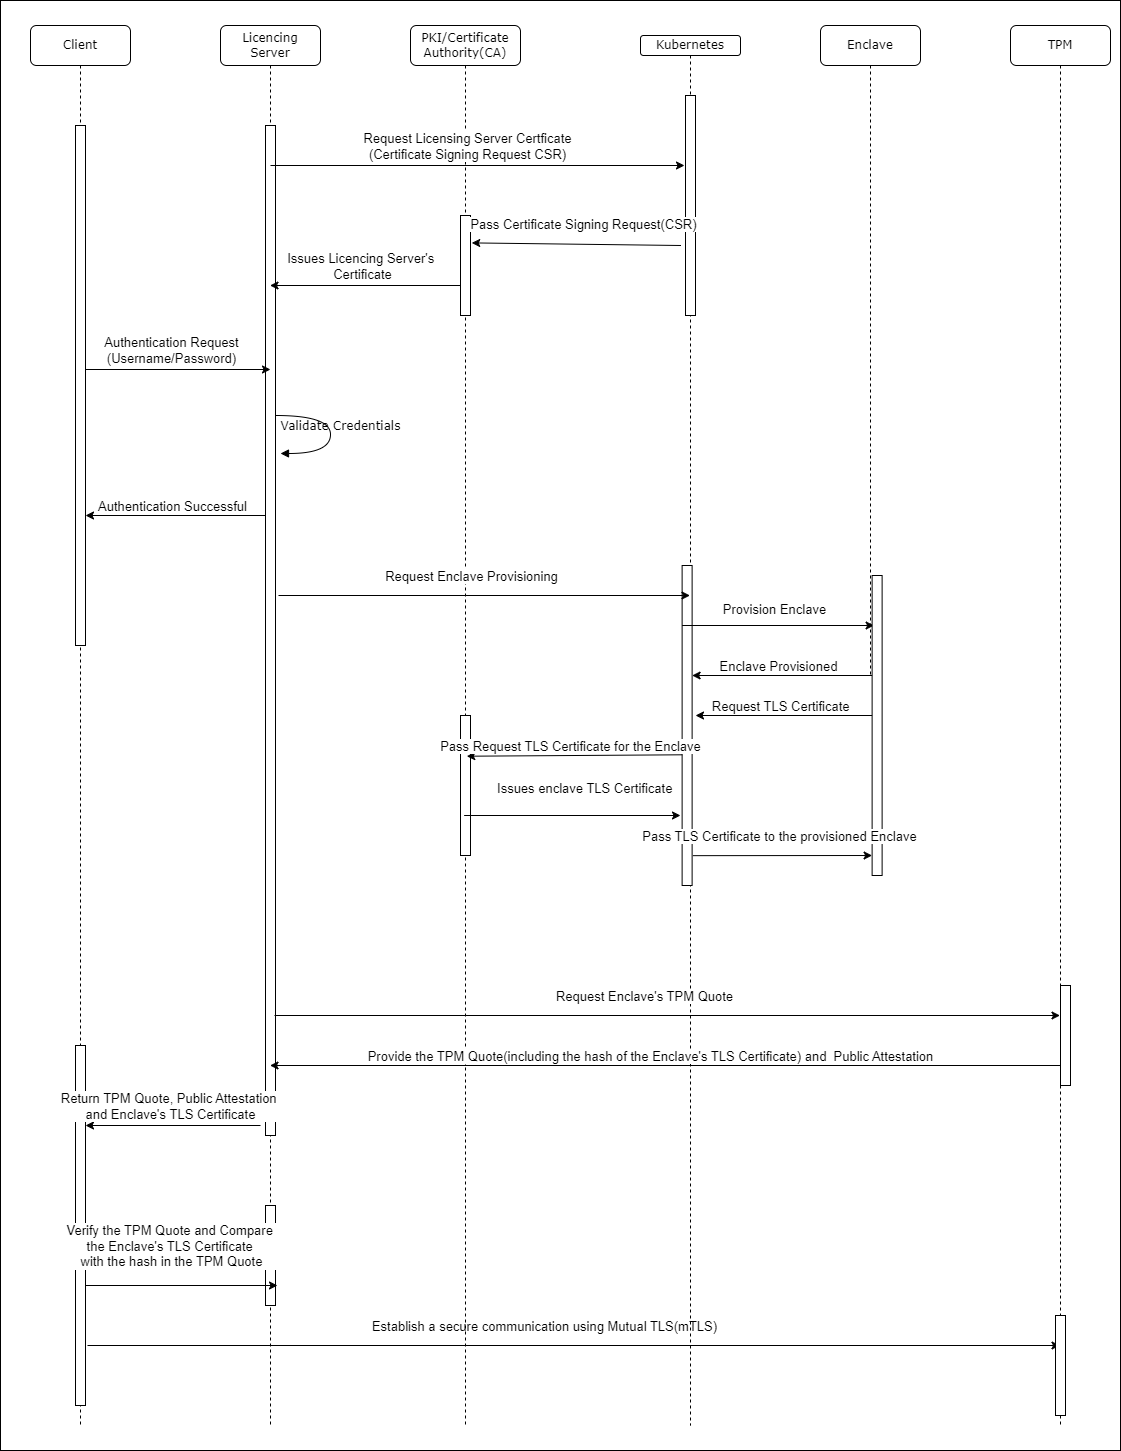 Client
Licencing
Server
PKI/Certificate
Authority(CA)
Kubernetes
Enclave
TPM
Request Licensing Server Certficate
(Certificate Signing Request CSR)
Pass Certificate Signing Request(CSR)
Issues Licencing Server's
Certificate
Authentication Request
(Username/Password)
Validate Credentials
Authentication Successful
Request Enclave Provisioning
Provision Enclave
Enclave Provisioned
Request TLS Certificate
Pass Request TLS Certificate for the Enclave
Issues enclave TLS Certificate
Pass TLS Certificate to the provisioned Enclave
Request Enclave's TPM Quote
Provide the TPM Quote(including the hash of the Enclave's TLS Certificate) and  Public Attestation
Return TPM Quote, Public Attestation
and Enclave's TLS Certificate
Verify the TPM Quote and Compare
the Enclave's TLS Certificate
with the hash in the TPM Quote
Establish a secure communication using Mutual TLS(mTLS)